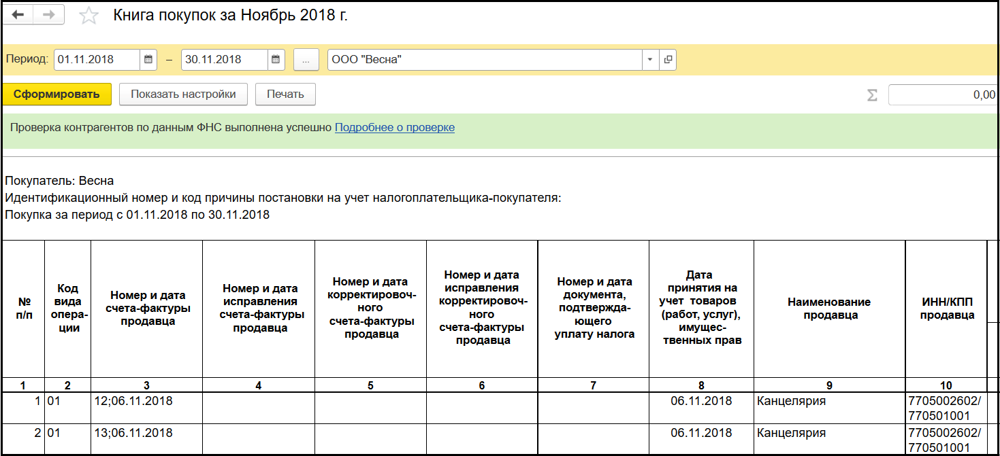 Книга покупок за Ноябрь 2018 г.
Период: 01.11.2018 – 30.11.2018 ... ООО "Весна"
Сформировать Показать настройки Печать Σ 0,00
Проверка контрагентов по данным ФНС выполнена успешно Подробнее о проверке
Покупатель: Весна
Идентификационный номер и код причины постановки на учет налогоплательщика-покупателя:
Покупка за период с 01.11.2018 по 30.11.2018
№
п/п
Код
вида
опера-
ции
Номер и дата
счета-фактуры
продавца
Номер и дата
исправления
счета-фактуры
продавца
Номер и дата
корректировоч-
ного
счета-фактуры
продавца
Номер и дата
исправления
корректировоч-
ного
счета-фактуры
продавца
Номер и дата
документа,
подтвержда-
ющего
уплату налога
Дата
принятия на
учет товаров
(работ, услуг),
имущес-
твенных прав
Наименование
продавца
ИНН/КПП
продавца
1 2 3 4 5 6 7 8 9 10
1 01 12;06.11.2018 06.11.2018 Канцелярия 7705002602/
770501001
2 01 13;06.11.2018 06.11.2018 Канцелярия 7705002602/
770501001